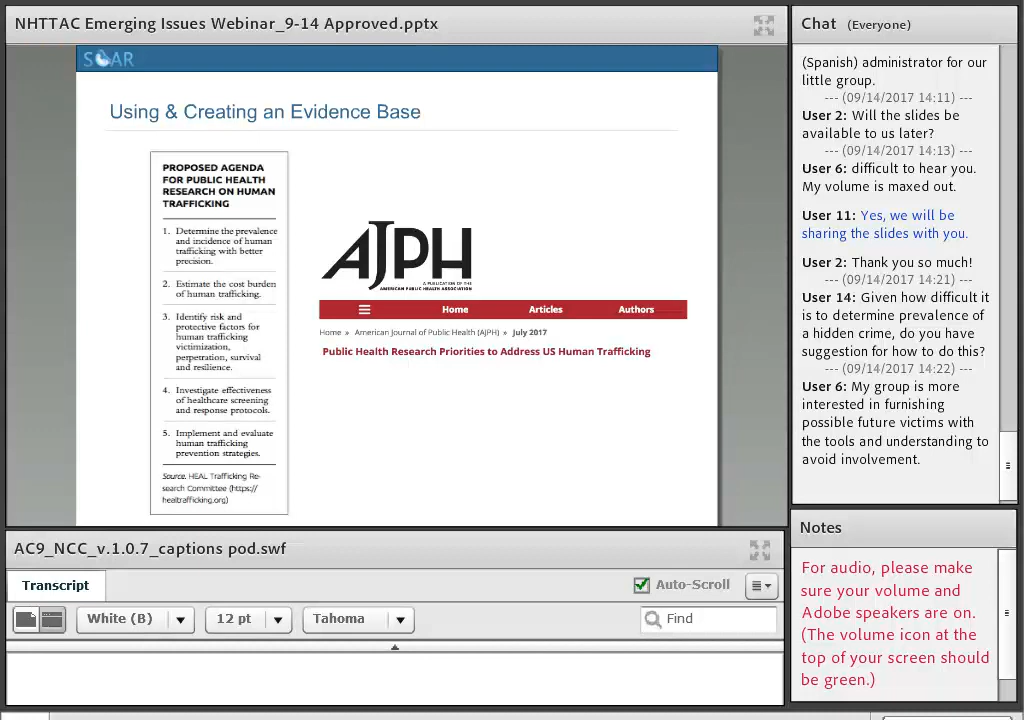 NHTTAC Emerging Issues Webinar_9-14 Approved.pptx
SOAR
Using & Creating an Evidence Base
PROPOSED AGENDA
FOR PUBLIC HEALTH
RESEARCH ON HUMAN
TRAFFICKING
1. Determine the prevalence
and incidence of human
trafficking with better
precision.
2. Estimate the cost burden
of human trafficking.
3. Identify risk and
protective factors for
human trafficking
victimization,
perpetration, survival
and resilience.
4. Investigate effectiveness
of healthcare screening
and response protocols.
5. Implement and evaluate
human trafficking
prevention strategies.
Source. HEAL Trafficking Re-
search Committee (https://
healtrafficking.org)
AJPH
A PUBLICATION OF THE
AMERICAN PUBLIC HEALTH ASSOCIATION
Home Articles Authors
Home » American Journal of Public Health (AJPH) » July 2017
Public Health Research Priorities to Address US Human Trafficking
AC9_NCC_v.1.0.7_captions pod.swf
Transcript
Auto-Scroll
White (B)
12 pt
Tahoma
Find
Chat (Everyone)
(Spanish) administrator for our
little group.
--- (09/14/2017 14:11) ---
User 2: Will the slides be
available to us later?
--- (09/14/2017 14:13) ---
User 6: difficult to hear you.
My volume is maxed out.
User 11: Yes, we will be
sharing the slides with you.
User 2: Thank you so much!
--- (09/14/2017 14:21) ---
User 14: Given how difficult it
is to determine prevalence of
a hidden crime, do you have
suggestion for how to do this?
--- (09/14/2017 14:22) ---
User 6: My group is more
interested in furnishing
possible future victims with
the tools and understanding to
avoid involvement.
Notes
For audio, please make
sure your volume and
Adobe speakers are on.
(The volume icon at the
top of your screen should
be green.)